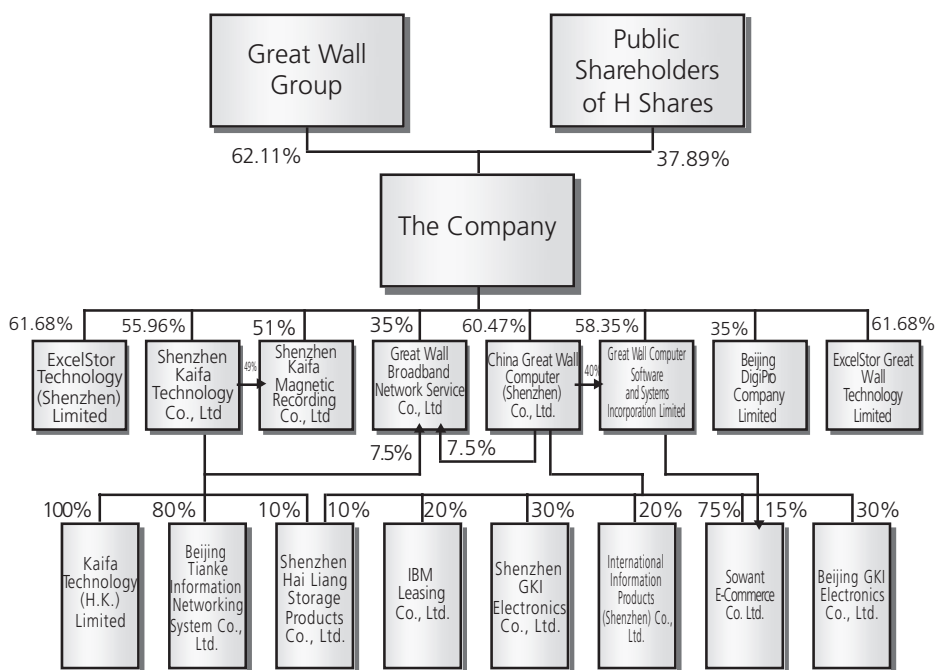 Great Wall
Group
Public
Shareholders
of H Shares
62.11%
37.89%
The Company
61.68%
55.96%
51%
35%
60.47%
58.35%
35%
61.68%
ExcelStor
Technology
(Shenzhen)
Limited
Shenzhen
Kaifa
Technology
Co., Ltd
49%
Shenzhen
Kaifa
Magnetic
Recording
Co., Ltd
Great Wall
Broadband
Network Service
Co., Ltd
China Great Wall
Computer
(Shenzhen)
Co., Ltd.
40%
Great Wall Computer
Software
and Systems
Incorporation Limited
Beijing
DigiPro
Company
Limited
ExcelStor Great
Wall
Technology
Limited
7.5%
7.5%
100%
80%
10%
10%
20%
30%
20%
75%
15%
30%
Kaifa
Technology
(H.K.)
Limited
Beijing
Tianke
Information
Networking
System Co.,
Ltd.
Shenzhen
Hai Liang
Storage
Products
Co., Ltd.
IBM
Leasing
Co., Ltd.
Shenzhen
GKI
Electronics
Co., Ltd.
International
Information
Products
(Shenzhen) Co.,
Ltd.
Sowant
E-Commerce
Co. Ltd.
Beijing GKI
Electronics
Co., Ltd.